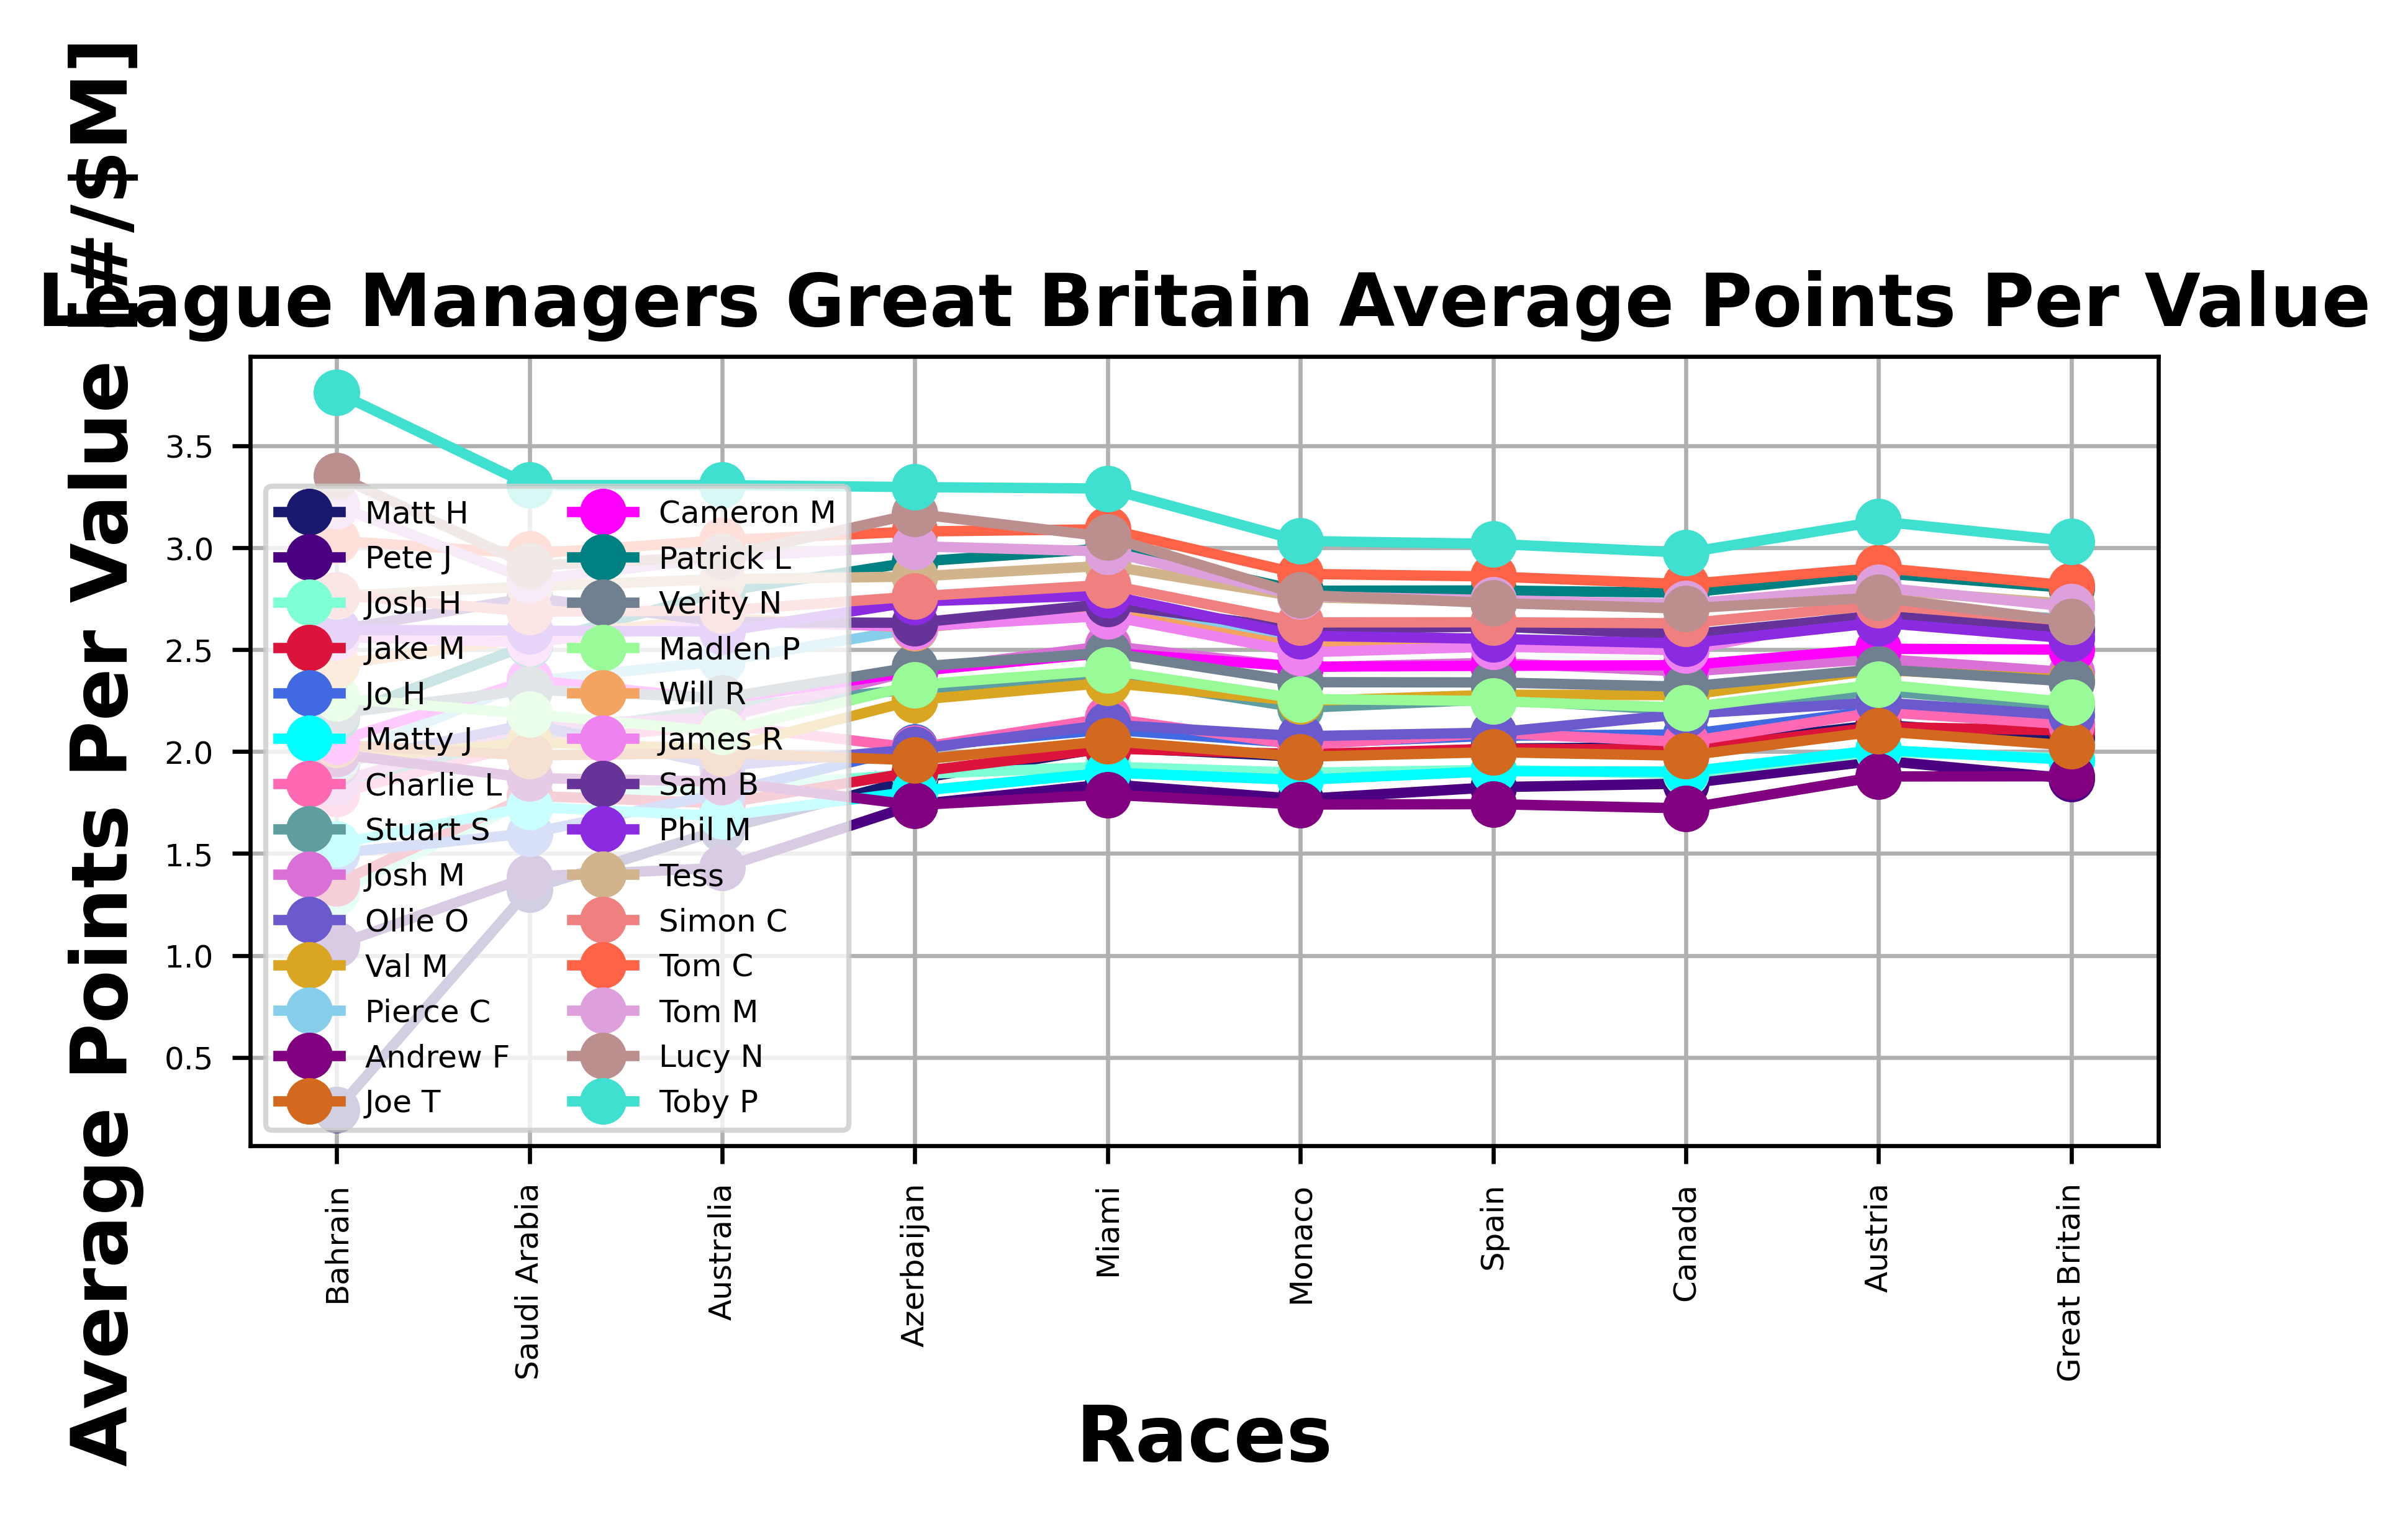 League Managers Great Britain Average Points Per Value
Average Points Per Value [#/$M]
3.5
3.0
2.5
2.0
1.5
1.0
0.5
Matt H
Pete J
Josh H
Jake M
Jo H
Matty J
Charlie L
Stuart S
Josh M
Ollie O
Val M
Pierce C
Andrew F
Joe T
Cameron M
Patrick L
Verity N
Madlen P
Will R
James R
Sam B
Phil M
Tess
Simon C
Tom C
Tom M
Lucy N
Toby P
Bahrain
Saudi Arabia
Australia
Azerbaijan
Miami
Monaco
Spain
Canada
Austria
Great Britain
Races